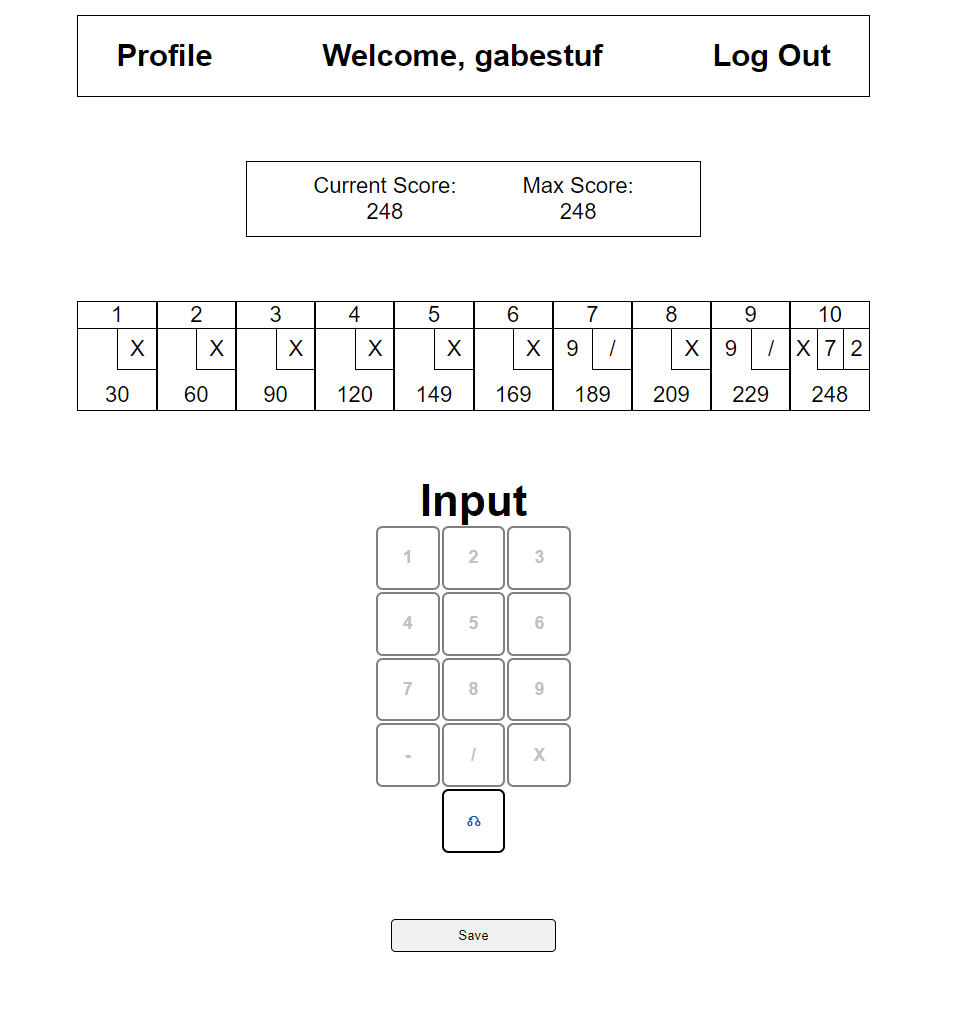 Profile Welcome, gabestuf Log Out
Current Score: Max Score:
248 248
1 2 3 4 5 6 7 8 9 10
X X X X X X 9 / X 9 / X 7 2
30 60 90 120 149 169 189 209 229 248
Input
1 2 3
4 5 6
7 8 9
- / X
☊
Save